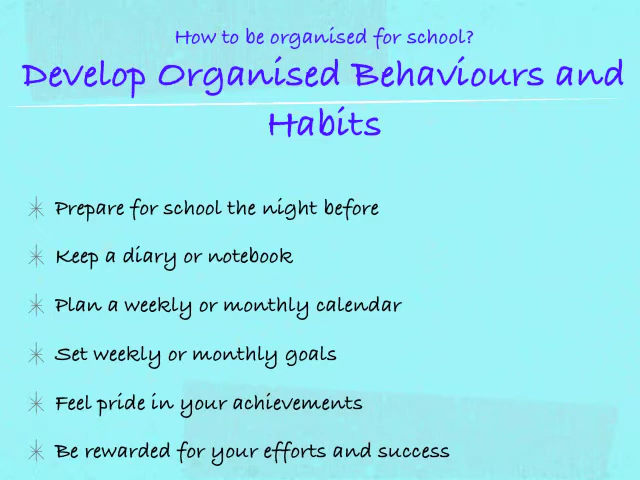 How to be organised for school?
Develop Organised Behaviours and
Habits
Prepare for school the night before
Keep a diary or notebook
Plan a weekly or monthly calendar
Set weekly or monthly goals
Feel pride in your achievements
Be rewarded for your efforts and success